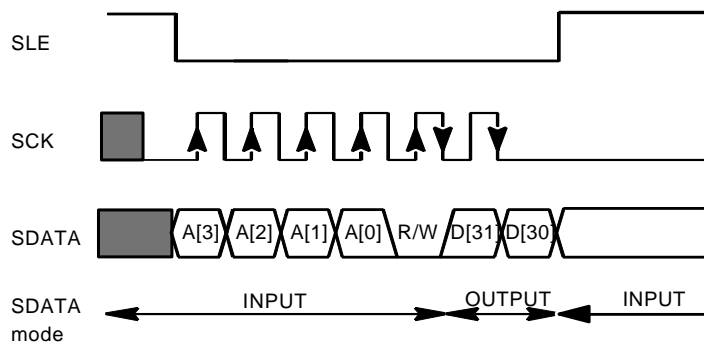 SLE
SCK
SDATA
A[3] A[2] A[1] A[0] R/W D[31] D[30]
SDATA
mode
INPUT OUTPUT INPUT